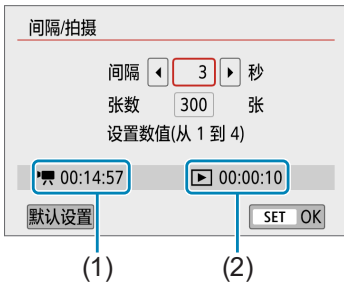 间隔/拍摄
间隔 3 秒
张数 300 张
设置数值(从 1 到 4)
00:14:57 00:00:10
默认设置 SET OK
(1) (2)